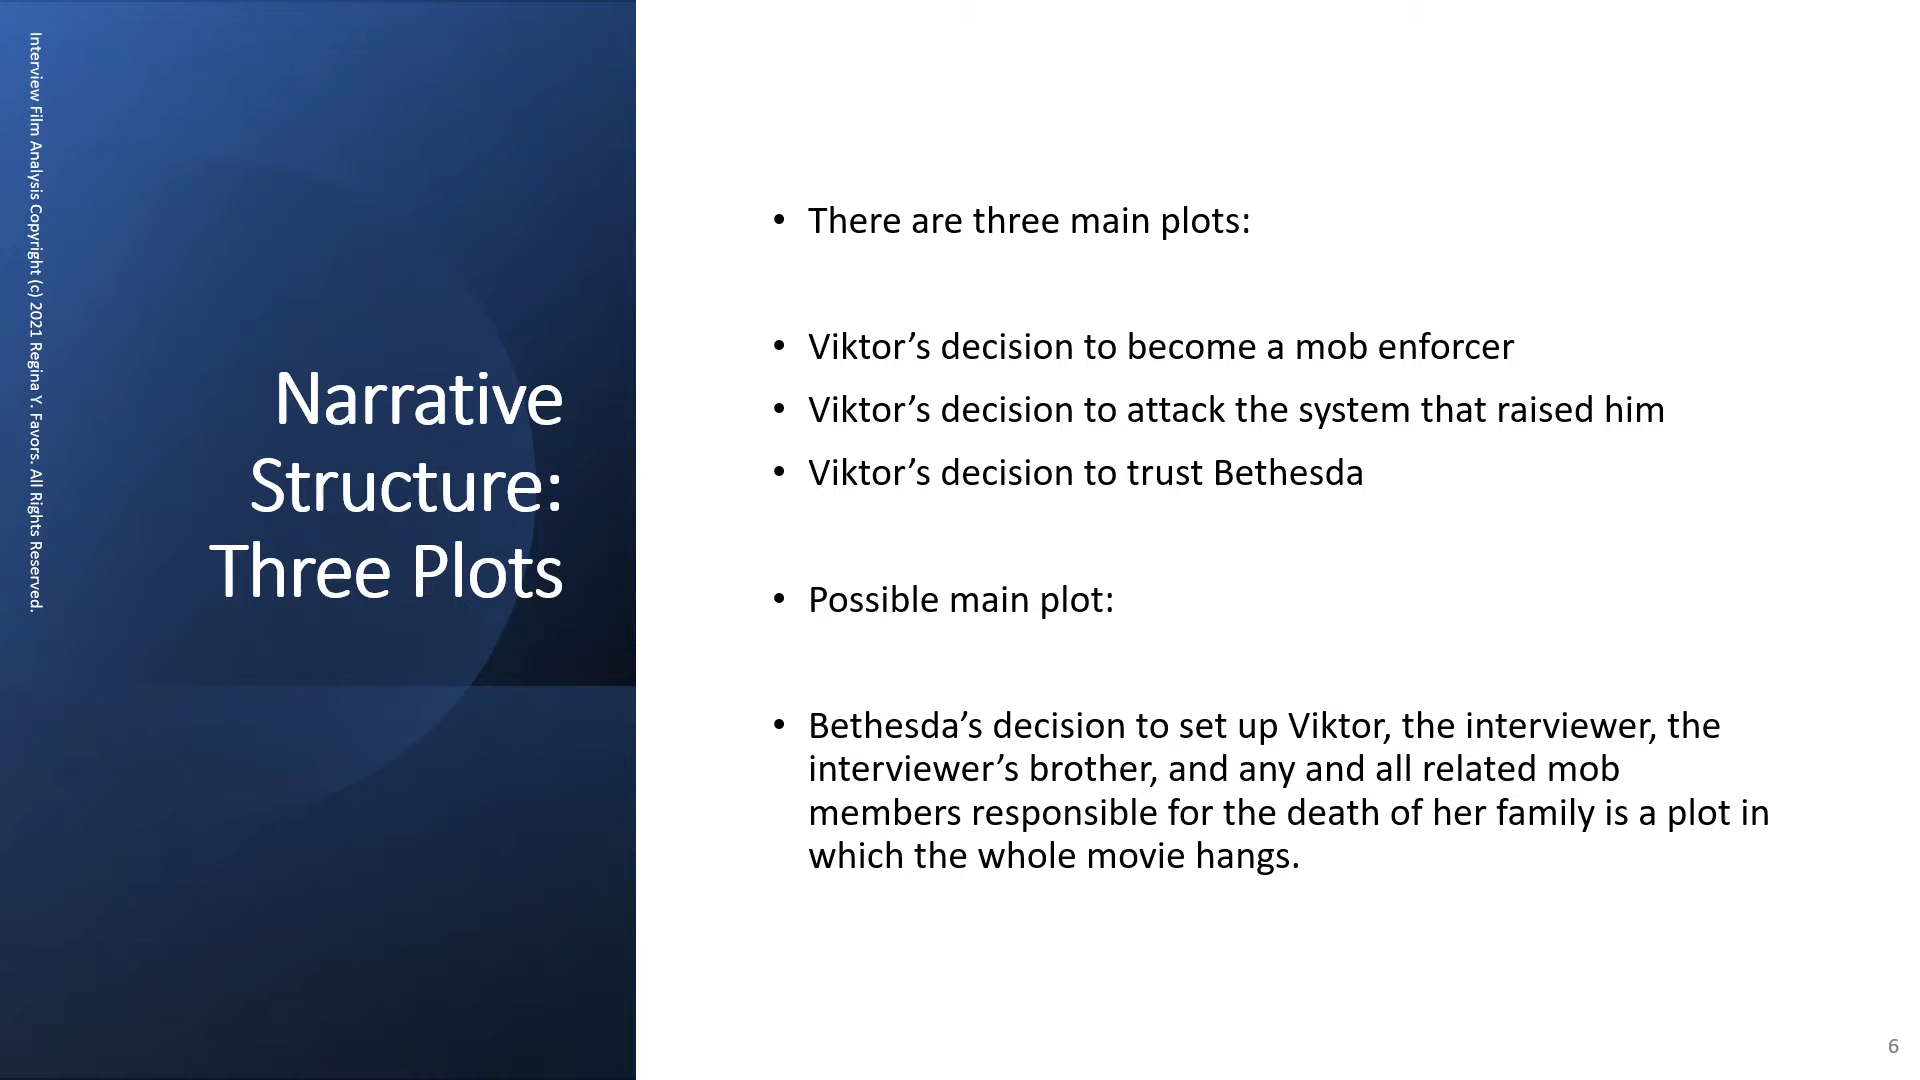 Interview Film Analysis Copyright (c) 2021 Regina Y. Favors. All Rights Reserved.
Narrative
Structure:
Three Plots
• There are three main plots:
• Viktor’s decision to become a mob enforcer
• Viktor’s decision to attack the system that raised him
• Viktor’s decision to trust Bethesda
• Possible main plot:
• Bethesda’s decision to set up Viktor, the interviewer, the
interviewer’s brother, and any and all related mob
members responsible for the death of her family is a plot in
which the whole movie hangs.
6